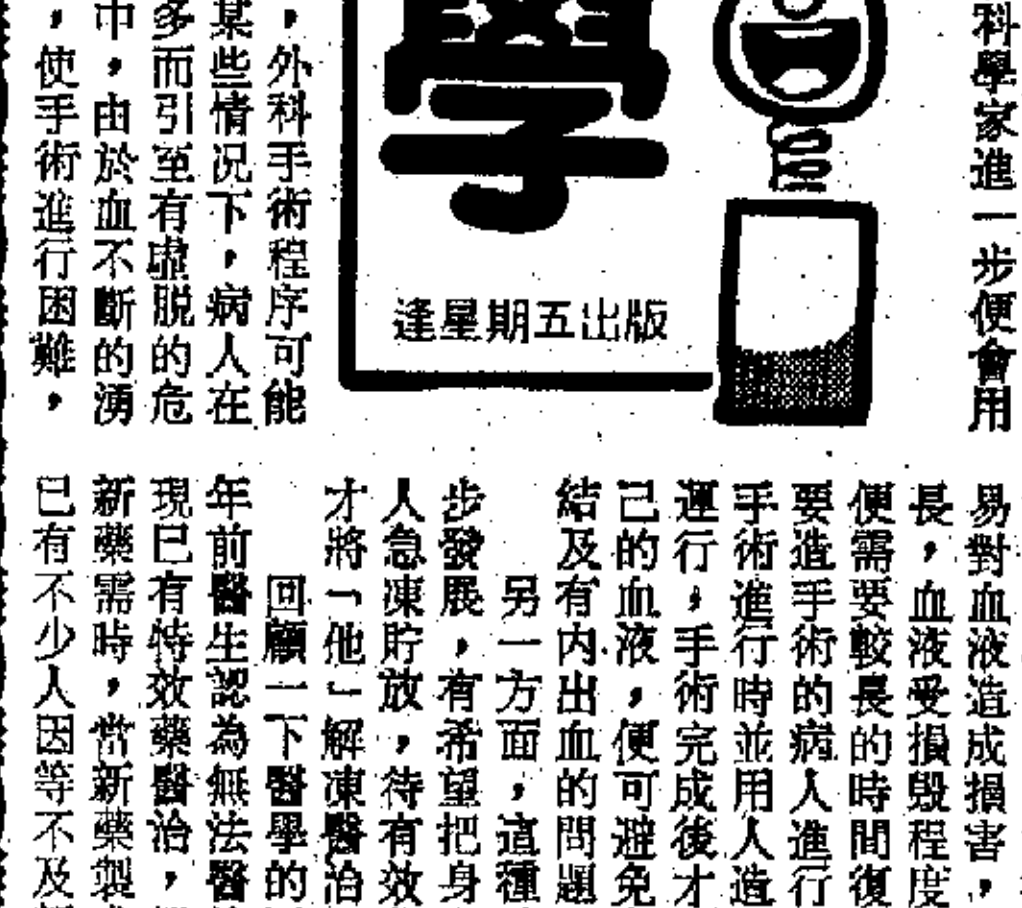 科學家進一步便會用
學
逢星期五出版
，外科手術程序可能
某些情況下，病人在
多而引至有虛脫的危
中，由於血不斷的湧
，使手術進行困難，
易對血液造成損害，
長，血液受損毀程度
便需要較長的時間復
要造手術的病人進行
手術進行時並用人造
運行，手術完成後才
己的血液，便可避免
結及有內出血的問題
另一方面，這種
步發展，有希望把身
人急凍貯放，待有效
才將「他」解凍醫治
回顧一下醫學的
年前醫生認為無法醫
現已有特效藥醫治，
新藥需時，當新藥製
已有不少人因等不及